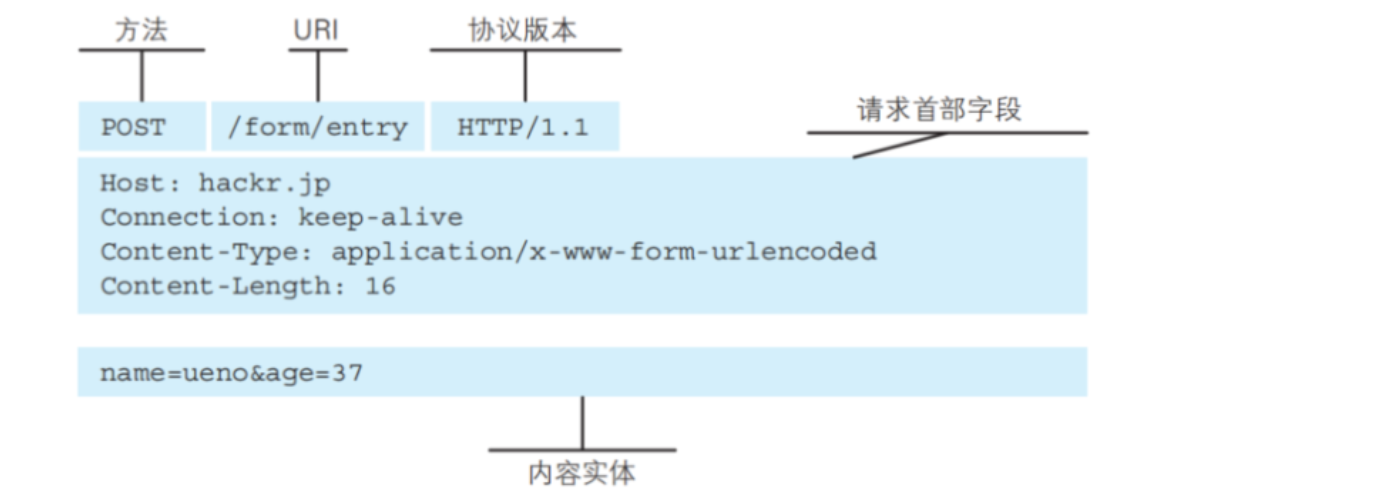 方法 URI 协议版本
请求首部字段
POST /form/entry HTTP/1.1
Host: hackr.jp
Connection: keep-alive
Content-Type: application/x-www-form-urlencoded
Content-Length: 16
name=ueno&age=37
内容实体